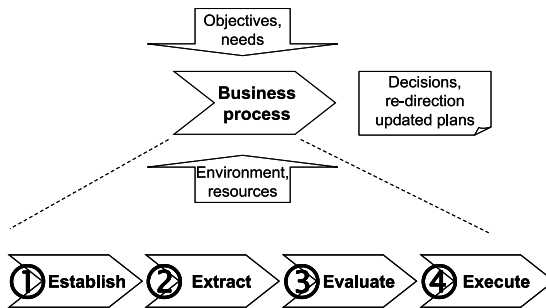 Objectives,
needs
Business
process
Decisions,
re-direction
updated plans
Environment,
resources
1 Establish
2 Extract
3 Evaluate
4 Execute